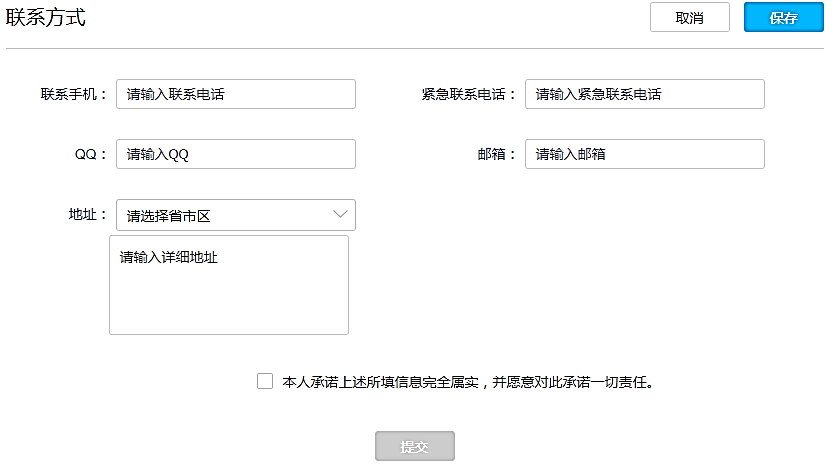 联系方式 取消 保存
联系手机： 请输入联系电话 紧急联系电话： 请输入紧急联系电话
QQ： 请输入QQ 邮箱： 请输入邮箱
地址： 请选择省市区
请输入详细地址
本人承诺上述所填信息完全属实，并愿意对此承诺一切责任。
提交